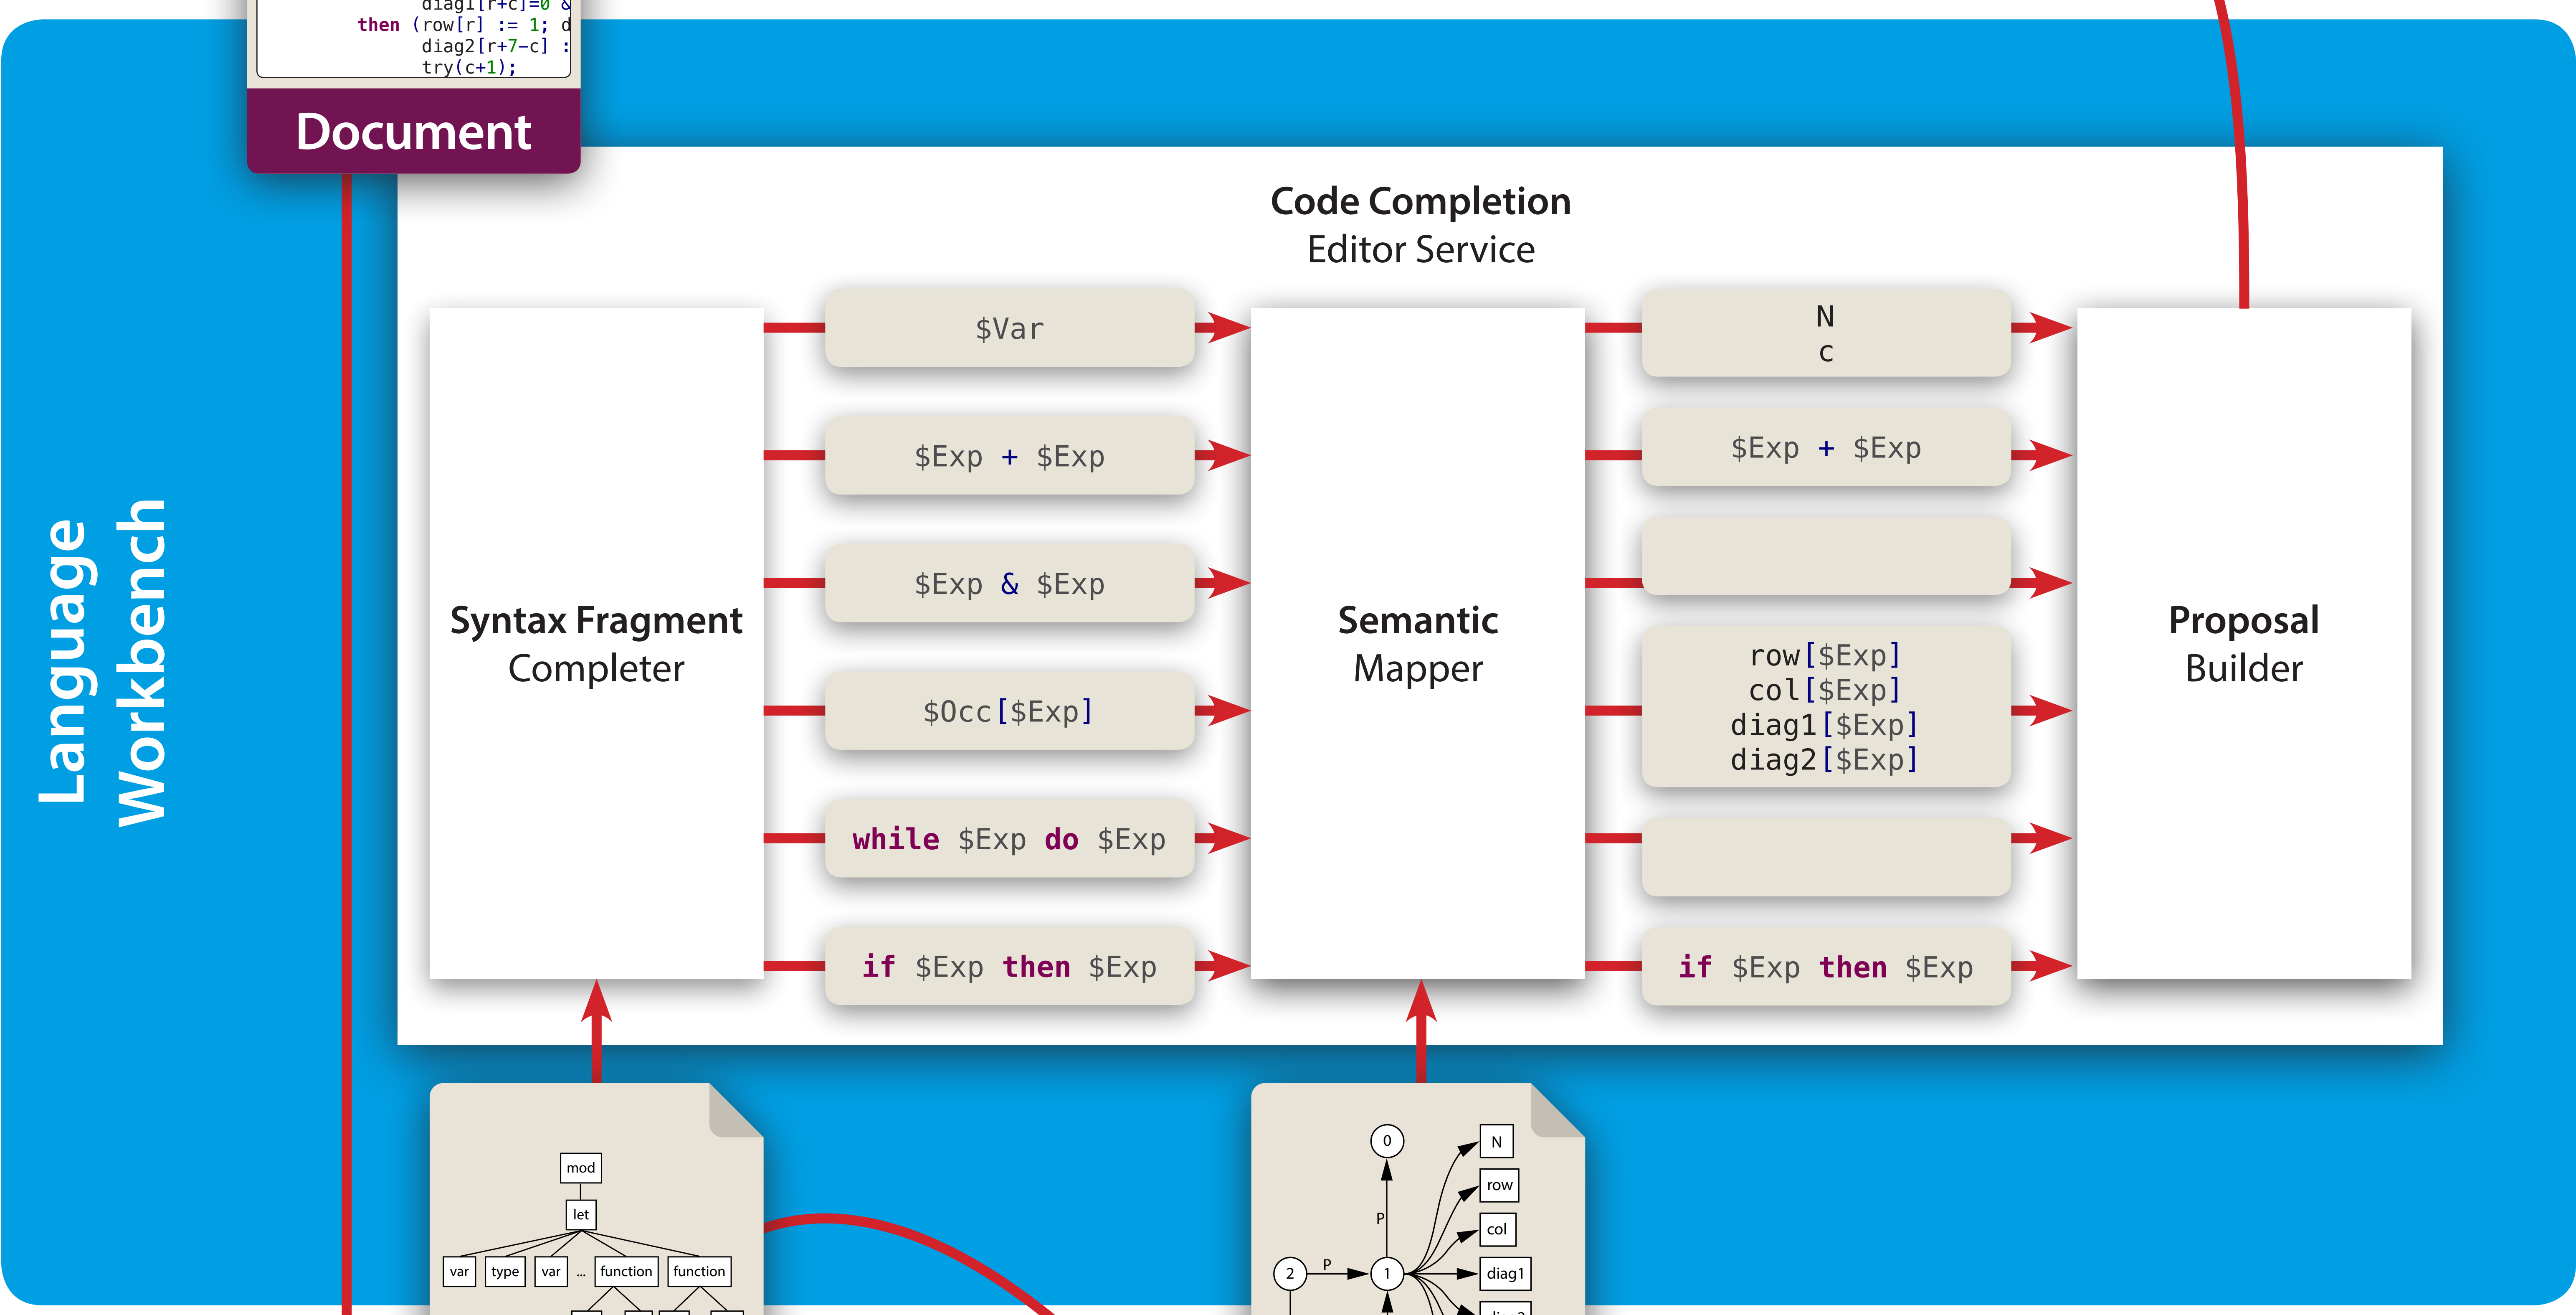 diag1[r+c]=0 &
then (row[r] := 1; d
diag2[r+7-c] :
try(c+1);
Document
Language
Workbench
Code Completion
Editor Service
Syntax Fragment
Completer
$Var
$Exp + $Exp
$Exp & $Exp
$Occ[$Exp]
while $Exp do $Exp
if $Exp then $Exp
Semantic
Mapper
N
c
$Exp + $Exp
row[$Exp]
col[$Exp]
diag1[$Exp]
diag2[$Exp]
if $Exp then $Exp
Proposal
Builder
mod
let
var type var ... function function
0
N
row
P
col
2
P
1
diag1
diag2